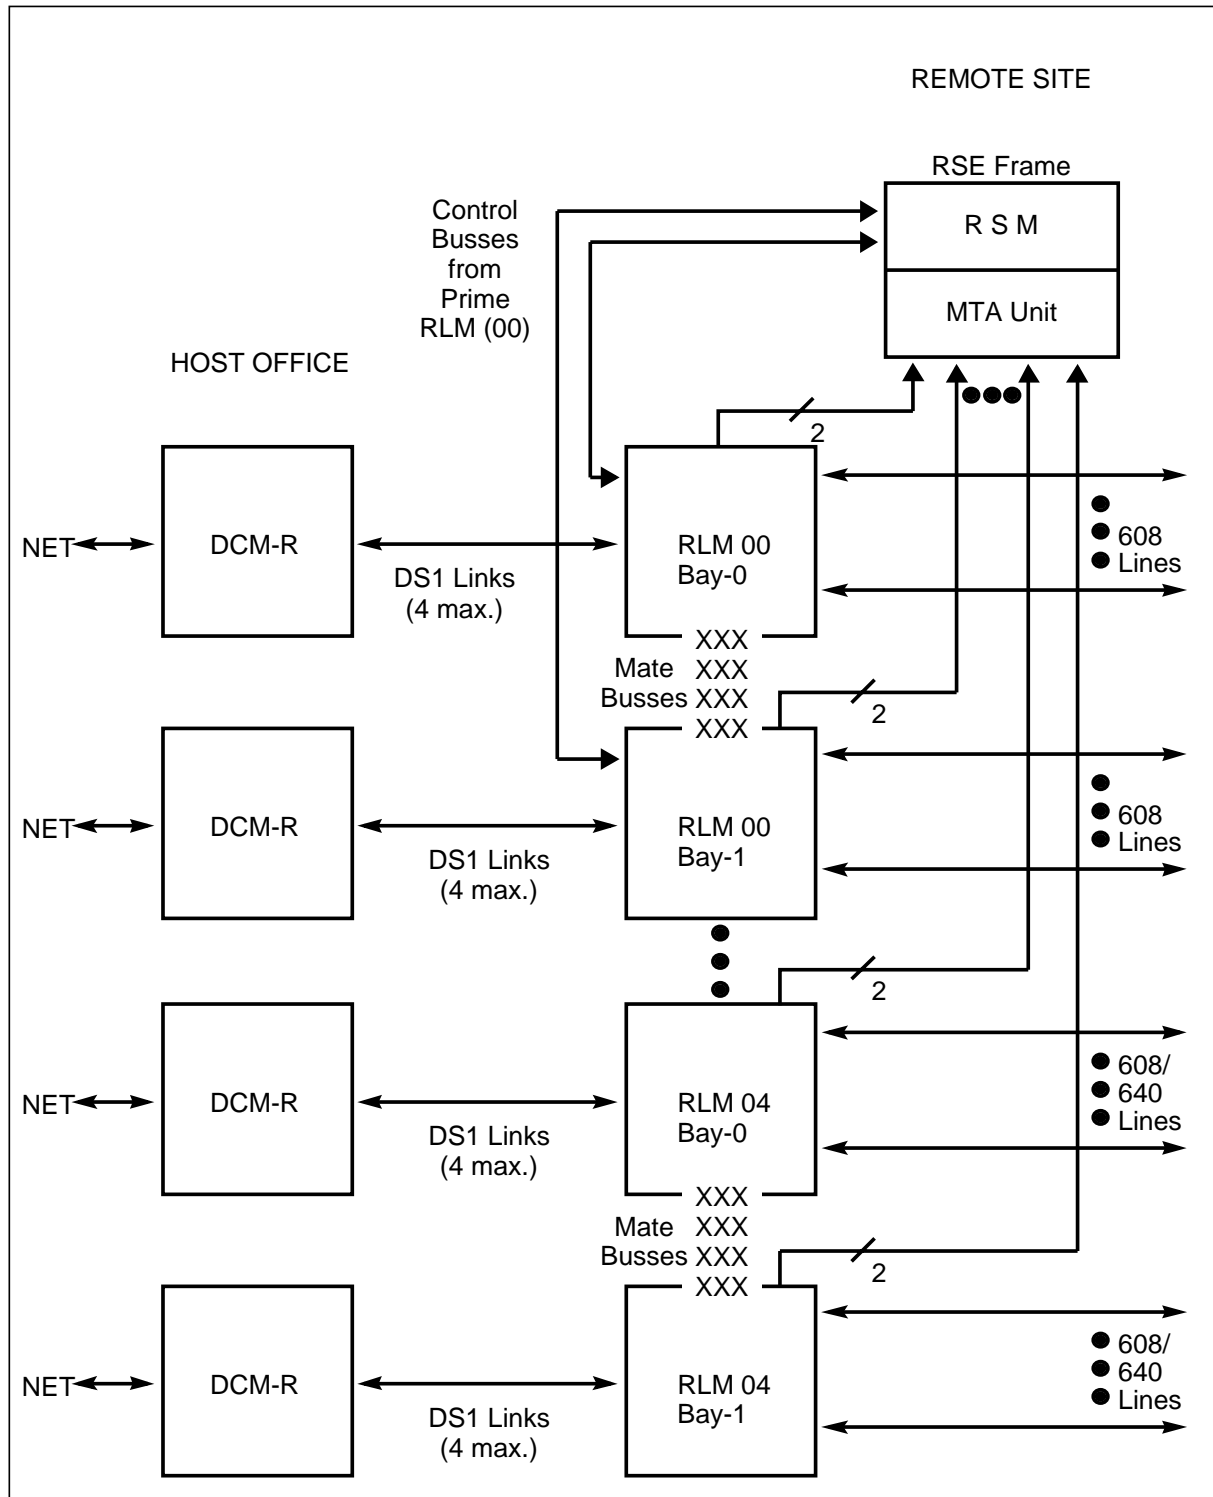 REMOTE SITE
RSE Frame
R S M
MTA Unit
Control
Busses
from
Prime
RLM (00)
HOST OFFICE
2
NET
DCM-R
DS1 Links
(4 max.)
RLM 00
Bay-0
608
Lines
Mate
Busses
XXX
XXX
XXX
XXX
2
NET
DCM-R
DS1 Links
(4 max.)
RLM 00
Bay-1
608
Lines
2
NET
DCM-R
DS1 Links
(4 max.)
RLM 04
Bay-0
608/
640
Lines
Mate
Busses
XXX
XXX
XXX
XXX
2
NET
DCM-R
DS1 Links
(4 max.)
RLM 04
Bay-1
608/
640
Lines